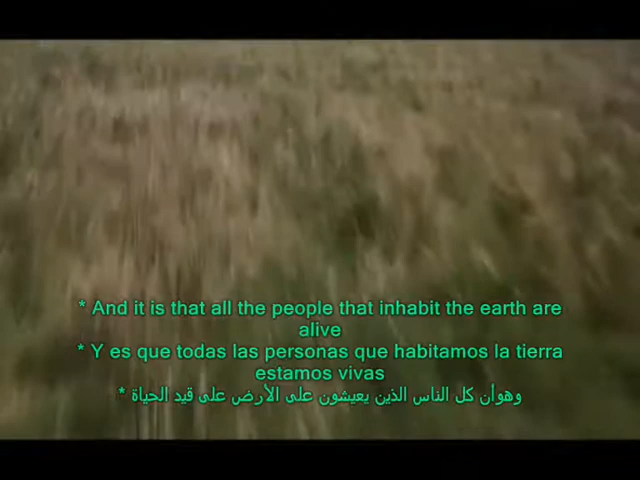 * And it is that all the people that inhabit the earth are
alive
* Y es que todas las personas que habitamos la tierra
estamos vivas
* وهوأن كل الناس الذين يعيشون على الأرض على قيد الحياة